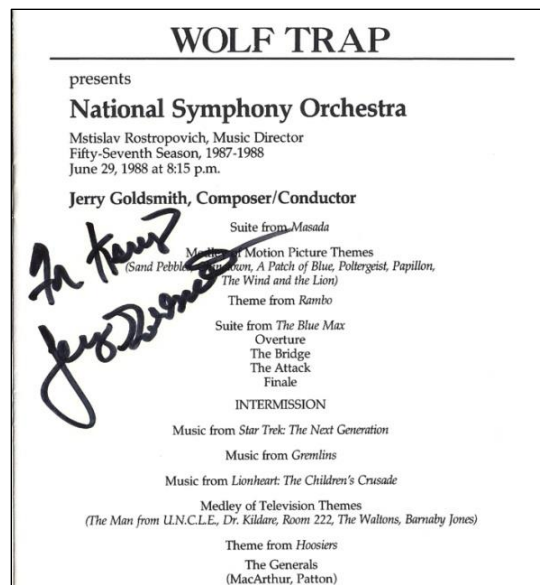 WOLF TRAP
presents
National Symphony Orchestra
Mstislav Rostropovich, Music Director
Fifty-Seventh Season, 1987-1988
June 29, 1988 at 8:15 p.m.
Jerry Goldsmith, Composer/Conductor
Suite from Masada
Medley of Motion Picture Themes
(Sand Pebbles, A Patch of Blue, Poltergeist, Papillon,
The Wind and the Lion)
Theme from Rambo
Suite from The Blue Max
Overture
The Bridge
The Attack
Finale
INTERMISSION
Music from Star Trek: The Next Generation
Music from Gremlins
Music from Lionheart: The Children's Crusade
Medley of Television Themes
(The Man from U.N.C.L.E., Dr. Kildare, Room 222, The Waltons, Barnaby Jones)
Theme from Hoosiers
The Generals
(MacArthur, Patton)